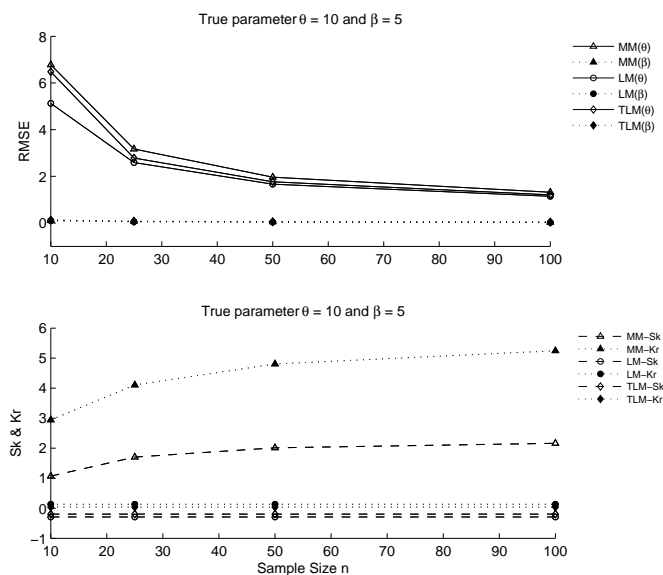 True parameter θ = 10 and β = 5
8
6
4
2
0
RMSE
10 20 30 40 50 60 70 80 90 100
MM(θ)
MM(β)
LM(θ)
LM(β)
TLM(θ)
TLM(β)
True parameter θ = 10 and β = 5
6
5
4
3
2
1
0
−1
Sk & Kr
10 20 30 40 50 60 70 80 90 100
Sample Size n
MM−Sk
MM−Kr
LM−Sk
LM−Kr
TLM−Sk
TLM−Kr